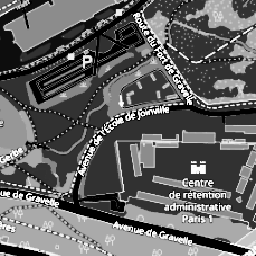 Route du Fort de Gravelle
P
Avenue de l'École de Joinville
Centre
de rétention
administrative
Paris 1
ue de Gravelle
Avenue de Gravelle